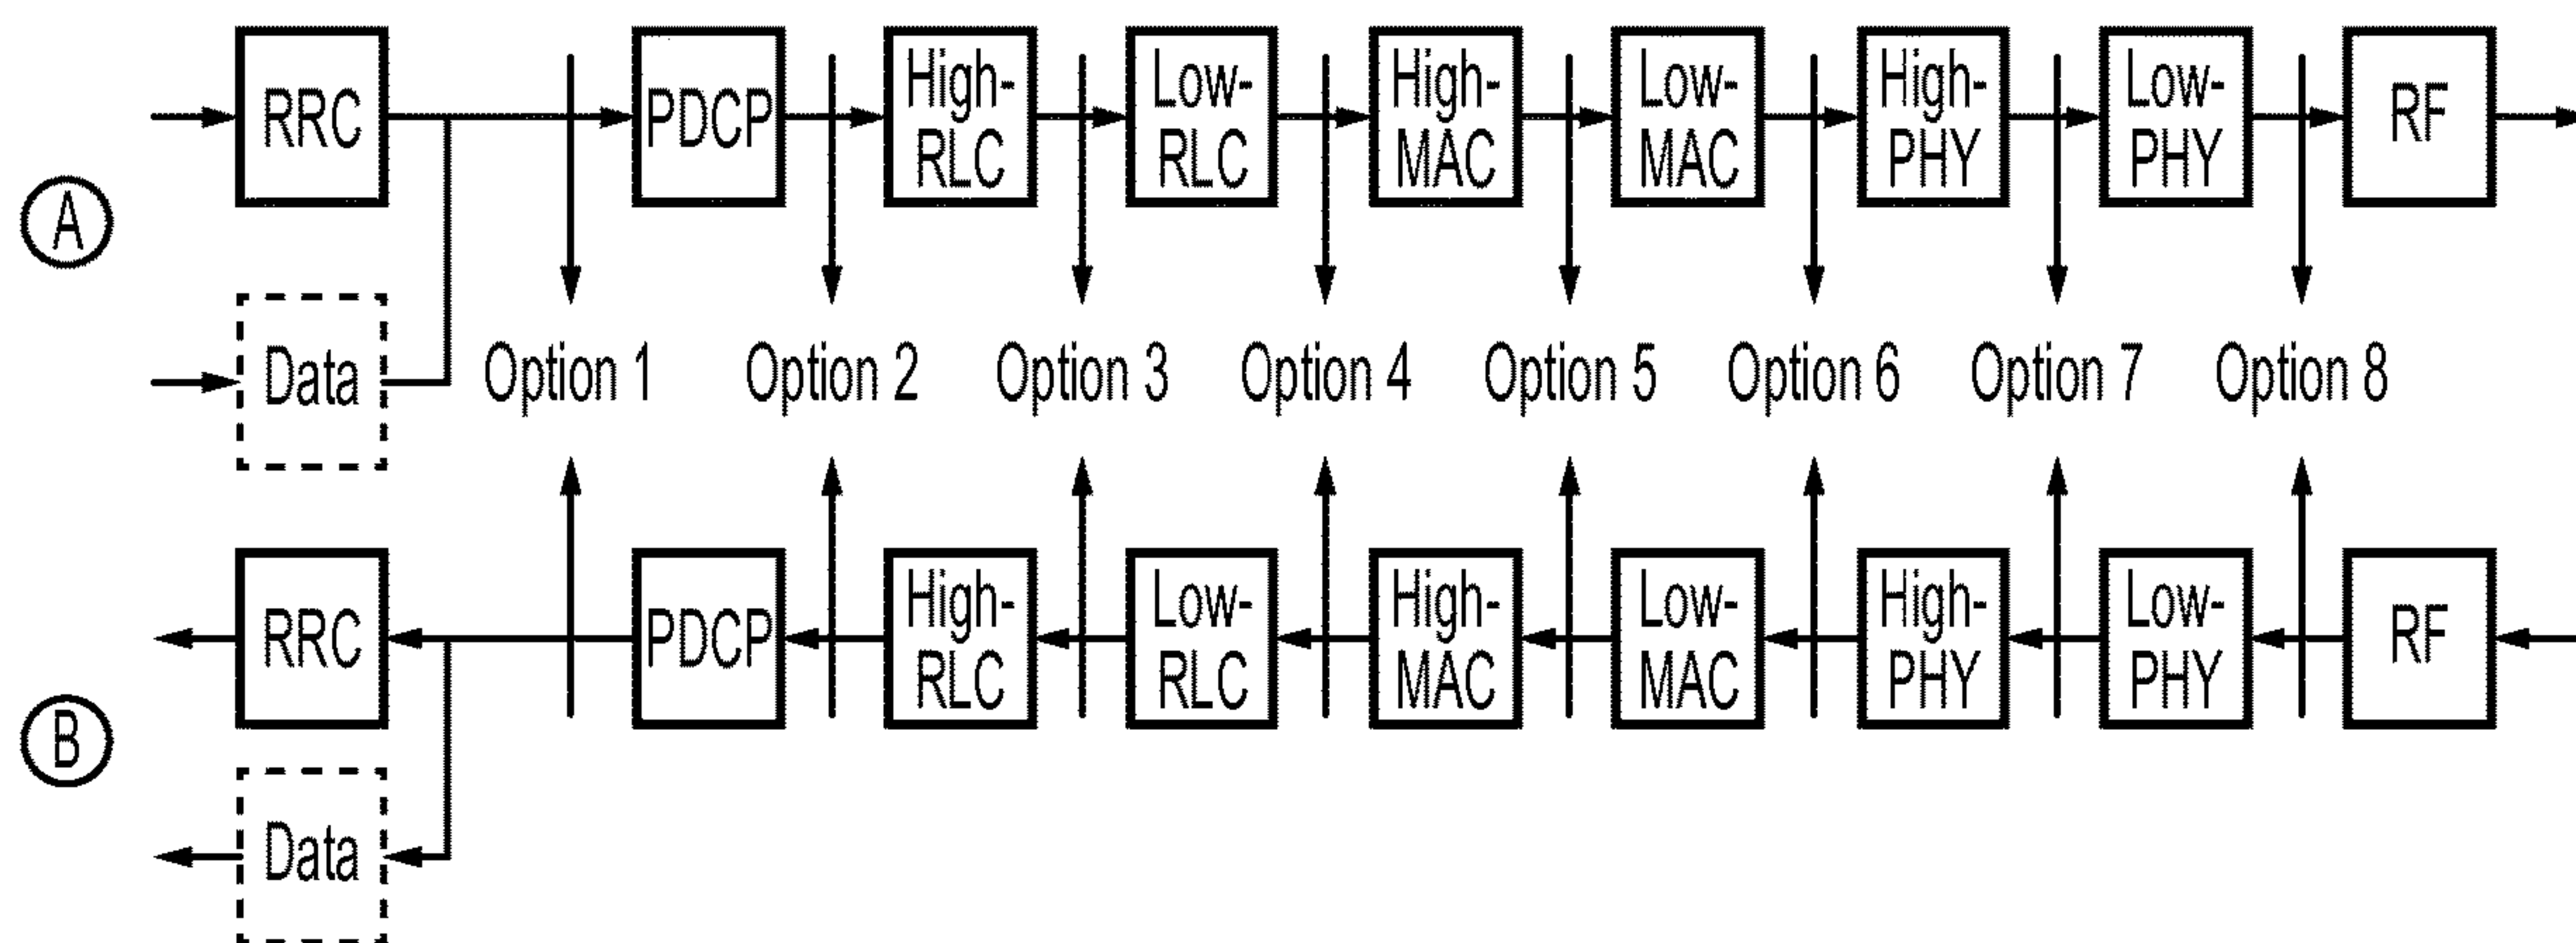 RRC
PDCP
High-
RLC
Low-
RLC
High-
MAC
Low-
MAC
High-
PHY
Low-
PHY
RF
A
Data
Option 1
Option 2
Option 3
Option 4
Option 5
Option 6
Option 7
Option 8
RRC
PDCP
High-
RLC
Low-
RLC
High-
MAC
Low-
MAC
High-
PHY
Low-
PHY
RF
B
Data